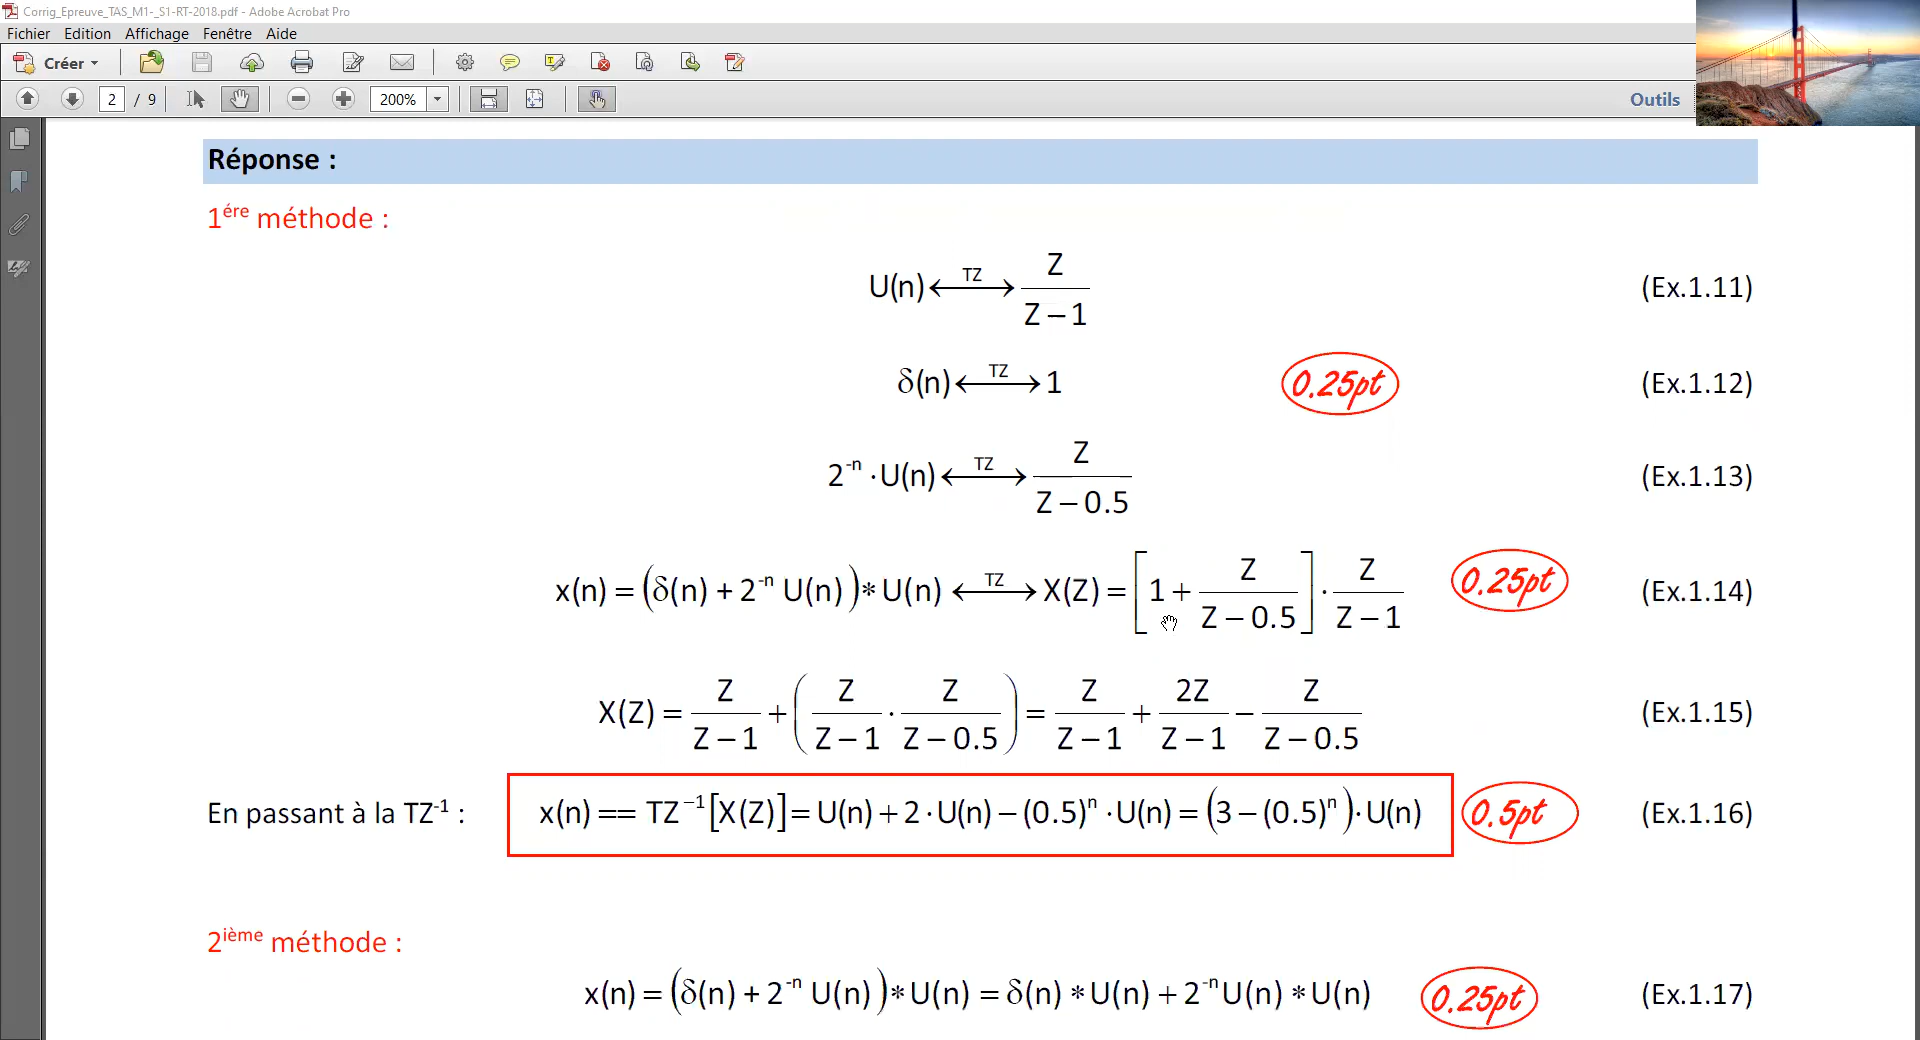 Corrig_Epreuve_TAS_M1-_S1-RT-2018.pdf - Adobe Acrobat Pro
Fichier Edition Affichage Fenêtre Aide
Créer
2 / 9 200% Outils
Réponse :
1ére méthode :
U(n) <--TZ--> Z / (Z − 1) (Ex.1.11)
δ(n) <--TZ--> 1 0.25pt (Ex.1.12)
2^-n · U(n) <--TZ--> Z / (Z − 0.5) (Ex.1.13)
x(n) = (δ(n) + 2^-n U(n)) * U(n) <--TZ--> X(Z) = [1 + Z / (Z − 0.5)] · Z / (Z − 1) 0.25pt (Ex.1.14)
X(Z) = Z / (Z − 1) + (Z / (Z − 1) · Z / (Z − 0.5)) = Z / (Z − 1) + 2Z / (Z − 1) − Z / (Z − 0.5) (Ex.1.15)
En passant à la TZ^-1 : x(n) == TZ^−1 [X(Z)] = U(n) + 2 · U(n) − (0.5)^n · U(n) = (3 − (0.5)^n) · U(n) 0.5pt (Ex.1.16)
2ième méthode :
x(n) = (δ(n) + 2^-n U(n)) * U(n) = δ(n) * U(n) + 2^-n U(n) * U(n) 0.25pt (Ex.1.17)